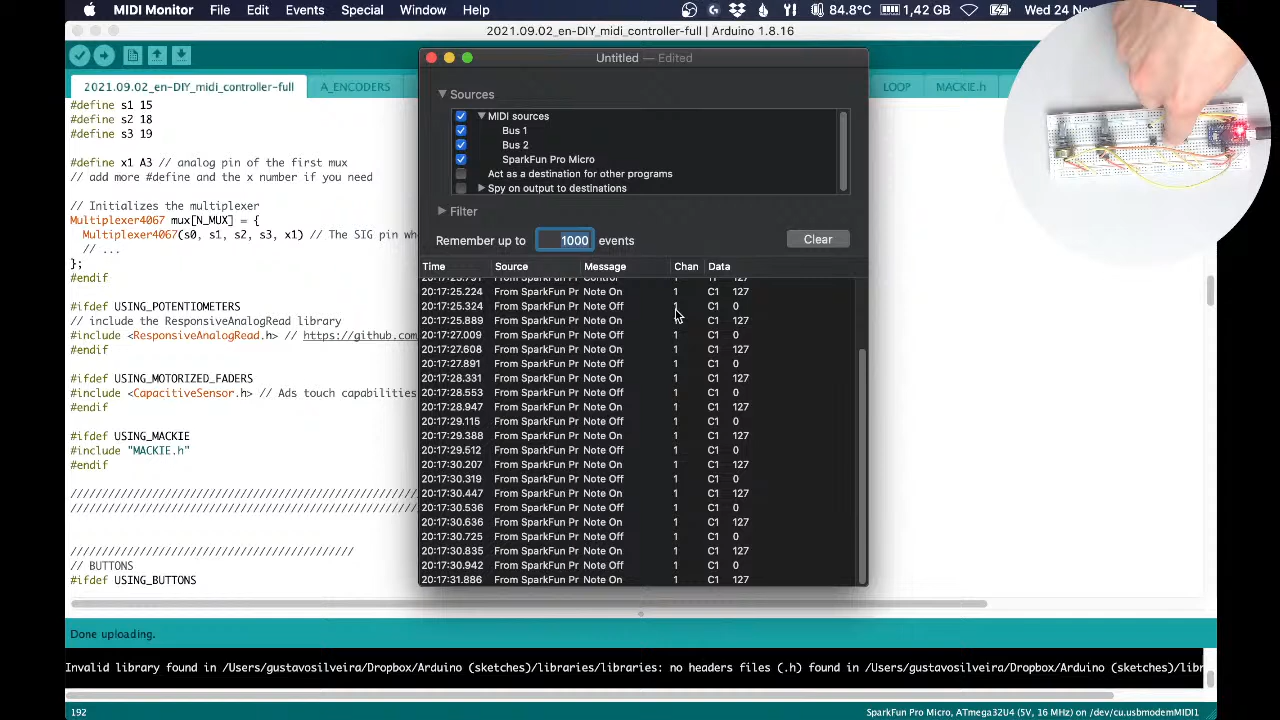 MIDI Monitor File Edit Events Special Window Help 84.8°C 1,42 GB Wed 24 Nov
2021.09.02_en-DIY_midi_controller-full | Arduino 1.8.16
2021.09.02_en-DIY_midi_controller-full A_ENCODERS LOOP MACKIE.h
#define s1 15
#define s2 18
#define s3 19
#define x1 A3 // analog pin of the first mux
// add more #define and the x number if you need
// Initializes the multiplexer
Multiplexer4067 mux[N_MUX] = {
Multiplexer4067(s0, s1, s2, s3, x1) // The SIG pin
// ...
};
#endif
#ifdef USING_POTENTIOMETERS
// include the ResponsiveAnalogRead library
#include <ResponsiveAnalogRead.h> // https://github.com
#endif
#ifdef USING_MOTORIZED_FADERS
#include <CapacitiveSensor.h> // Ads touch capabilities
#endif
#ifdef USING_MACKIE
#include "MACKIE.h"
#endif
////////////////////////////////////////////////////////
////////////////////////////////////////////////////////
/////////////////////////////////////////////
// BUTTONS
#ifdef USING_BUTTONS
Untitled — Edited
Sources
MIDI sources
Bus 1
Bus 2
SparkFun Pro Micro
Act as a destination for other programs
Spy on output to destinations
Filter
Remember up to 1000 events Clear
Time Source Message Chan Data
20:17:25.224 From SparkFun Pr Note On 1 C1 127
20:17:25.324 From SparkFun Pr Note Off 1 C1 0
20:17:25.889 From SparkFun Pr Note On 1 C1 127
20:17:27.009 From SparkFun Pr Note Off 1 C1 0
20:17:27.608 From SparkFun Pr Note On 1 C1 127
20:17:27.891 From SparkFun Pr Note Off 1 C1 0
20:17:28.331 From SparkFun Pr Note On 1 C1 127
20:17:28.553 From SparkFun Pr Note Off 1 C1 0
20:17:28.947 From SparkFun Pr Note On 1 C1 127
20:17:29.115 From SparkFun Pr Note Off 1 C1 0
20:17:29.388 From SparkFun Pr Note On 1 C1 127
20:17:29.512 From SparkFun Pr Note Off 1 C1 0
20:17:30.207 From SparkFun Pr Note On 1 C1 127
20:17:30.319 From SparkFun Pr Note Off 1 C1 0
20:17:30.447 From SparkFun Pr Note On 1 C1 127
20:17:30.536 From SparkFun Pr Note Off 1 C1 0
20:17:30.636 From SparkFun Pr Note On 1 C1 127
20:17:30.725 From SparkFun Pr Note Off 1 C1 0
20:17:30.835 From SparkFun Pr Note On 1 C1 127
20:17:30.942 From SparkFun Pr Note Off 1 C1 0
20:17:31.886 From SparkFun Pr Note On 1 C1 127
Done uploading.
Invalid library found in /Users/gustavosilveira/Dropbox/Arduino (sketches)/libraries/libraries: no headers files (.h) found in /Users/gustavosilveira/Dropbox/Arduino (sketches)/libr
192 SparkFun Pro Micro, ATmega32U4 (5V, 16 MHz) on /dev/cu.usbmodemMIDI1